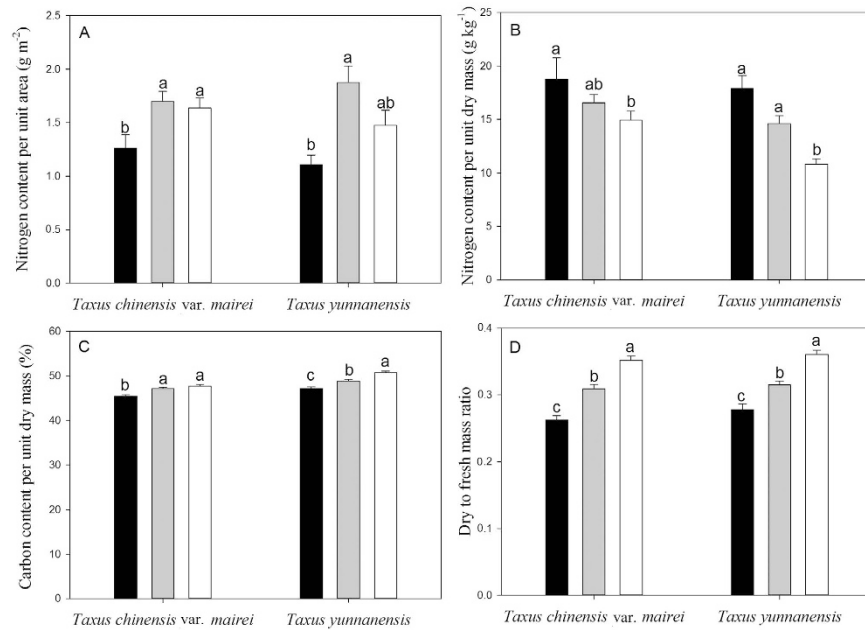 A
Nitrogen content per unit area (g m⁻²)
2.5
2.0
1.5
1.0
0.5
0.0
b
a
a
b
a
ab
Taxus chinensis var. mairei
Taxus yunnanensis
B
Nitrogen content per unit dry mass (g kg⁻¹)
25
20
15
10
5
0
a
ab
b
a
a
b
Taxus chinensis var. mairei
Taxus yunnanensis
C
Carbon content per unit dry mass (%)
60
50
40
30
20
10
0
b
a
a
c
b
a
Taxus chinensis var. mairei
Taxus yunnanensis
D
Dry to fresh mass ratio
0.4
0.3
0.2
0.1
0.0
c
b
a
c
b
a
Taxus chinensis var. mairei
Taxus yunnanensis